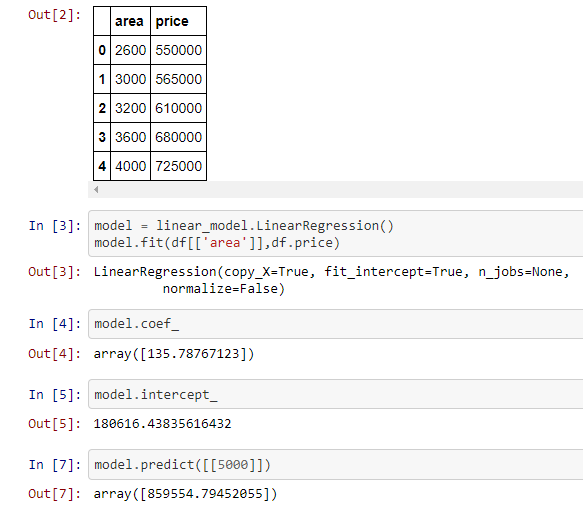 Out[2]:
area price
0 2600 550000
1 3000 565000
2 3200 610000
3 3600 680000
4 4000 725000
In [3]: model = linear_model.LinearRegression()
model.fit(df[['area']],df.price)
Out[3]: LinearRegression(copy_X=True, fit_intercept=True, n_jobs=None,
normalize=False)
In [4]: model.coef_
Out[4]: array([135.78767123])
In [5]: model.intercept_
Out[5]: 180616.43835616432
In [7]: model.predict([[5000]])
Out[7]: array([859554.79452055])